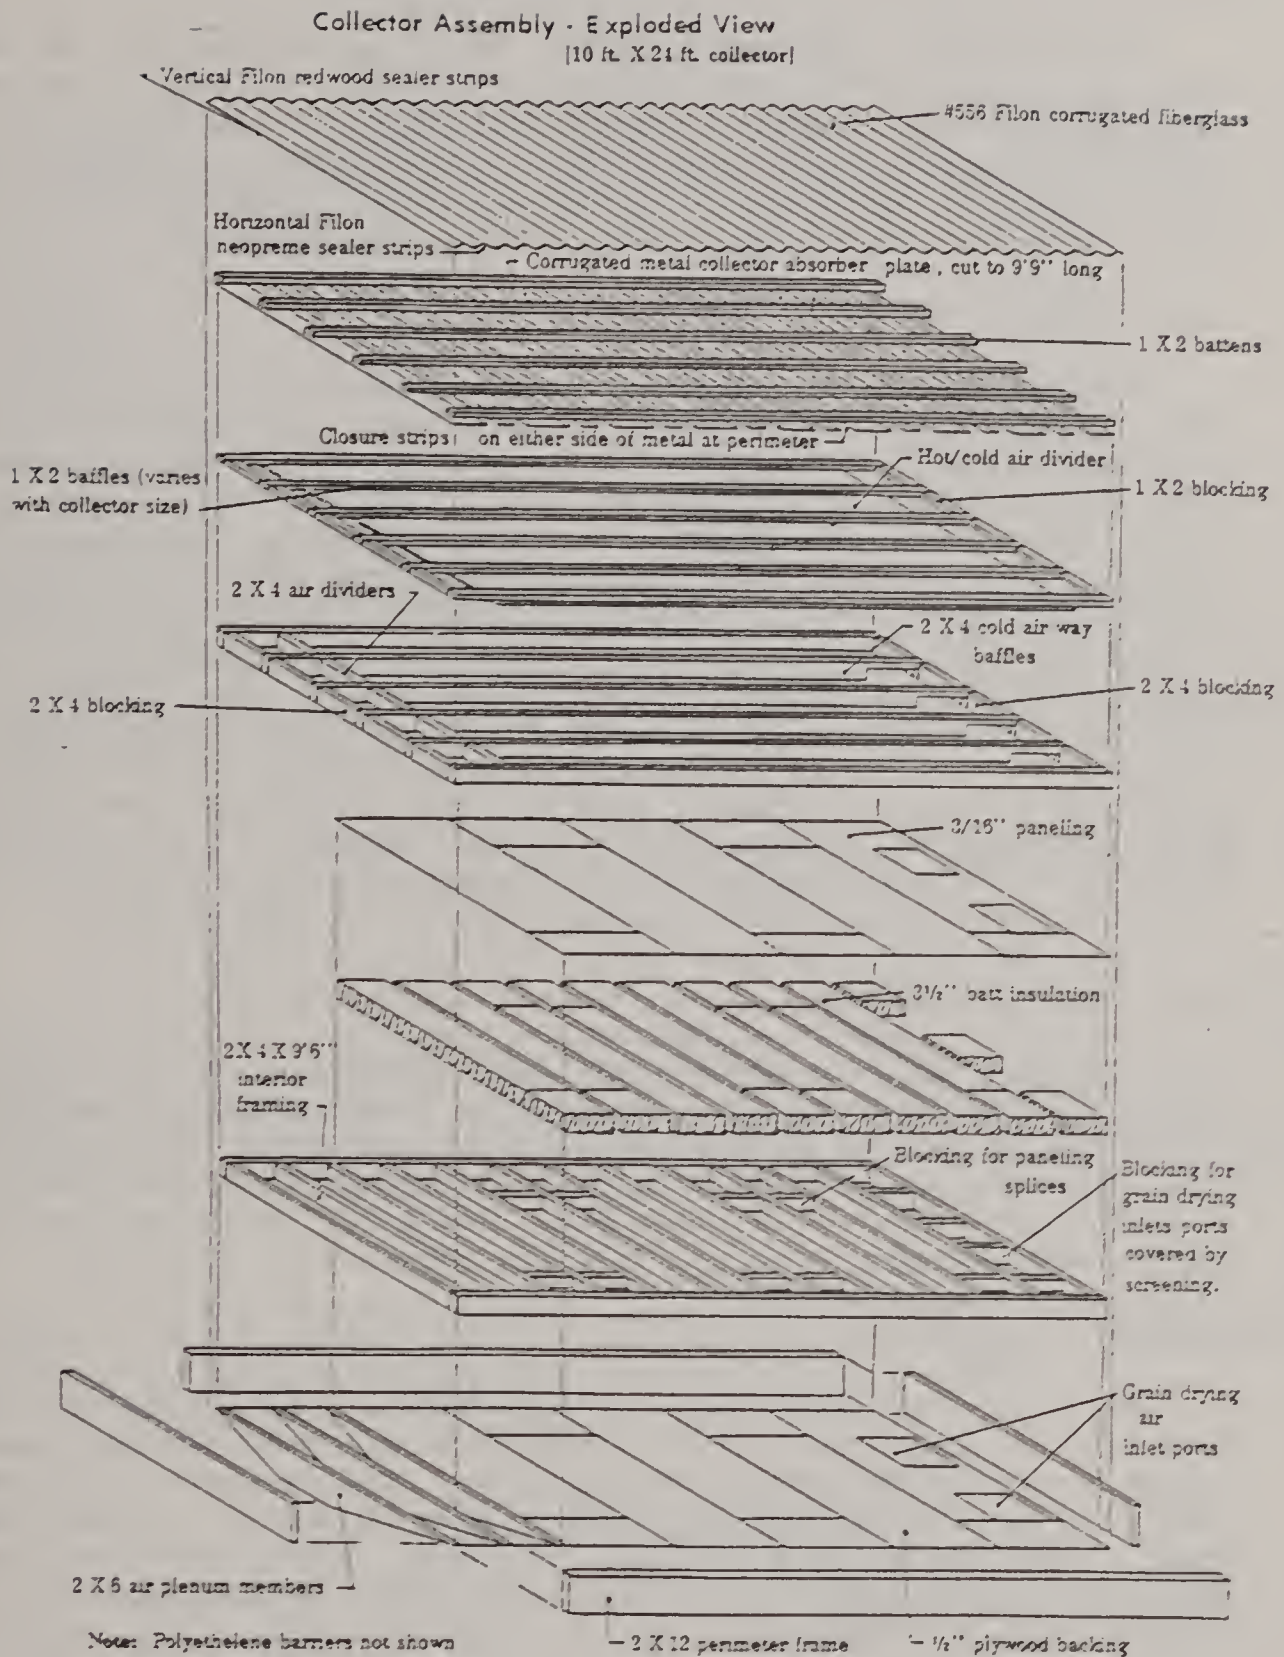 Collector Assembly - Exploded View
[10 ft. X 24 ft. collector]
Vertical Filon redwood sealer strips
#556 Filon corrugated fiberglass
Horizontal Filon
neopreme sealer strips
Corrugated metal collector absorber plate, cut to 9'9" long
1 X 2 battens
Closure strips on either side of metal at perimeter
Hot/cold air divider
1 X 2 baffles (varies
with collector size)
1 X 2 blocking
2 X 4 air dividers
2 X 4 cold air way
baffles
2 X 4 blocking
2 X 4 blocking
3/16" paneling
3½" batt insulation
2 X 4 X 9'6"
interior
framing
Blocking for paneling
splices
Blocking for
grain drying
inlets ports
covered by
screening.
Grain drying
air
inlet ports
2 X 6 air plenum members
Note: Polyethelene barriers not shown
2 X 12 perimeter frame
½" plywood backing